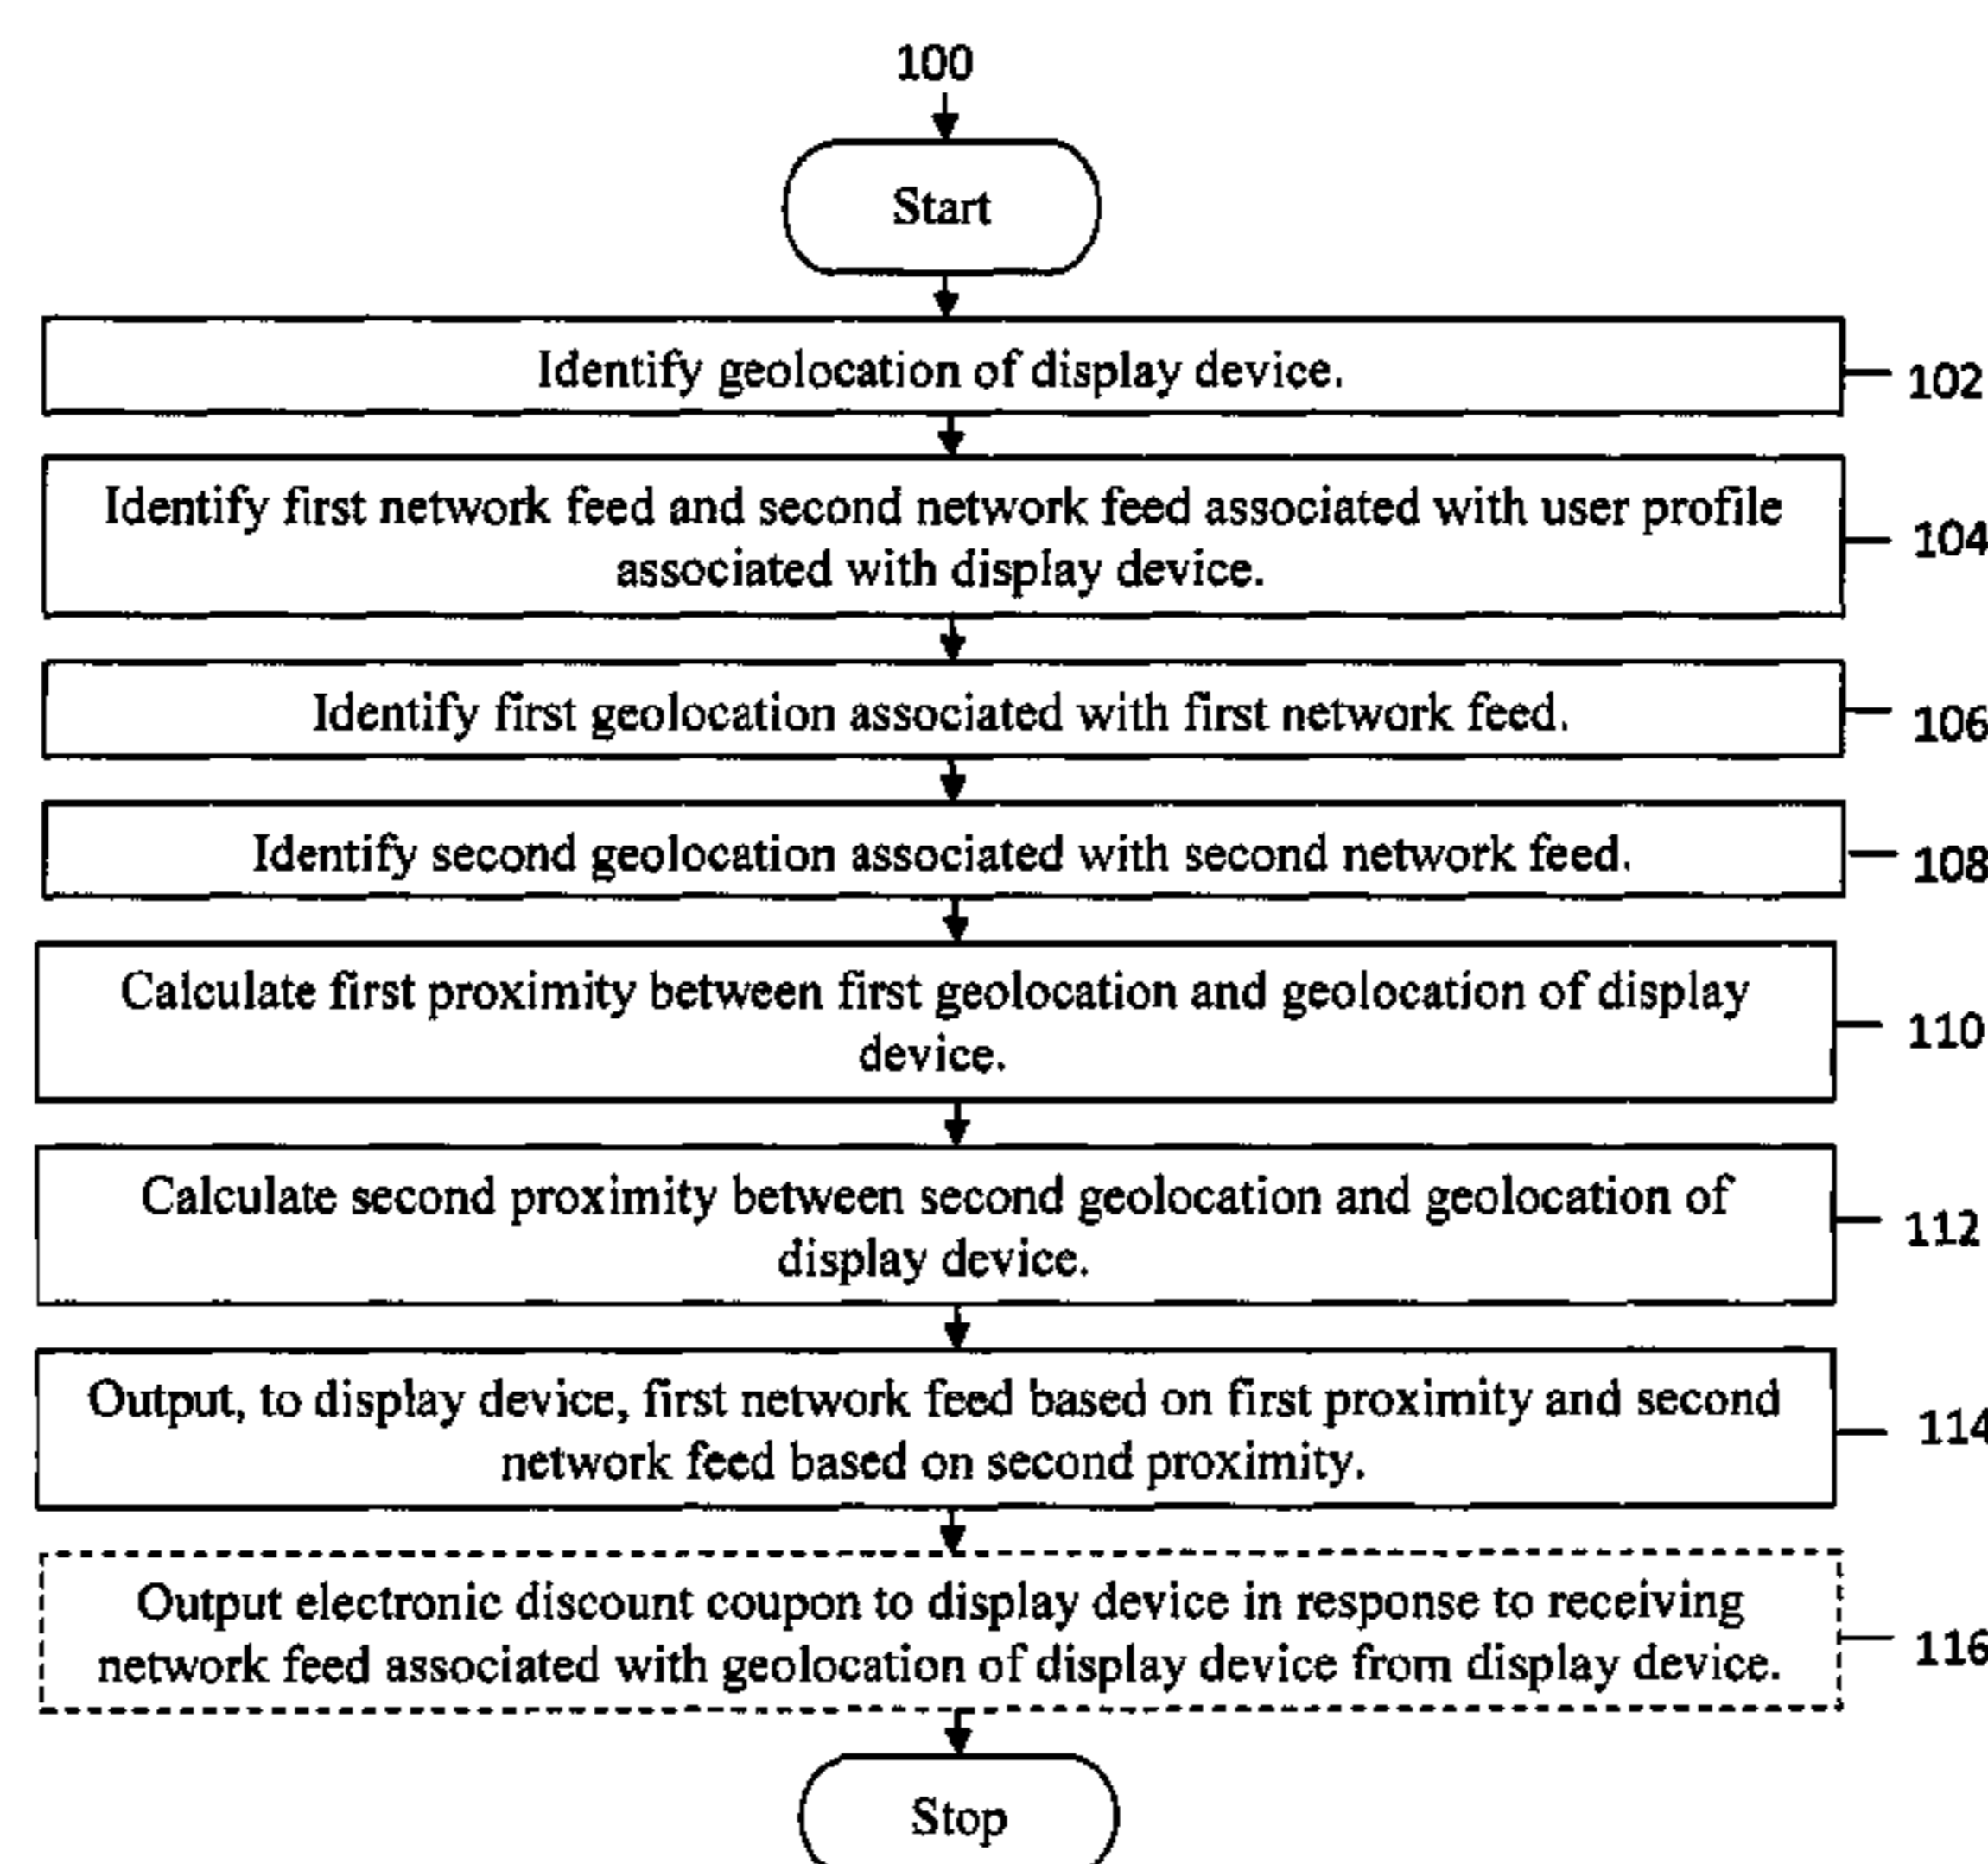 100
Start
Identify geolocation of display device.
102
Identify first network feed and second network feed associated with user profile
associated with display device.
104
Identify first geolocation associated with first network feed.
106
Identify second geolocation associated with second network feed.
108
Calculate first proximity between first geolocation and geolocation of display
device.
110
Calculate second proximity between second geolocation and geolocation of
display device.
112
Output, to display device, first network feed based on first proximity and second
network feed based on second proximity.
114
Output electronic discount coupon to display device in response to receiving
network feed associated with geolocation of display device from display device.
116
Stop